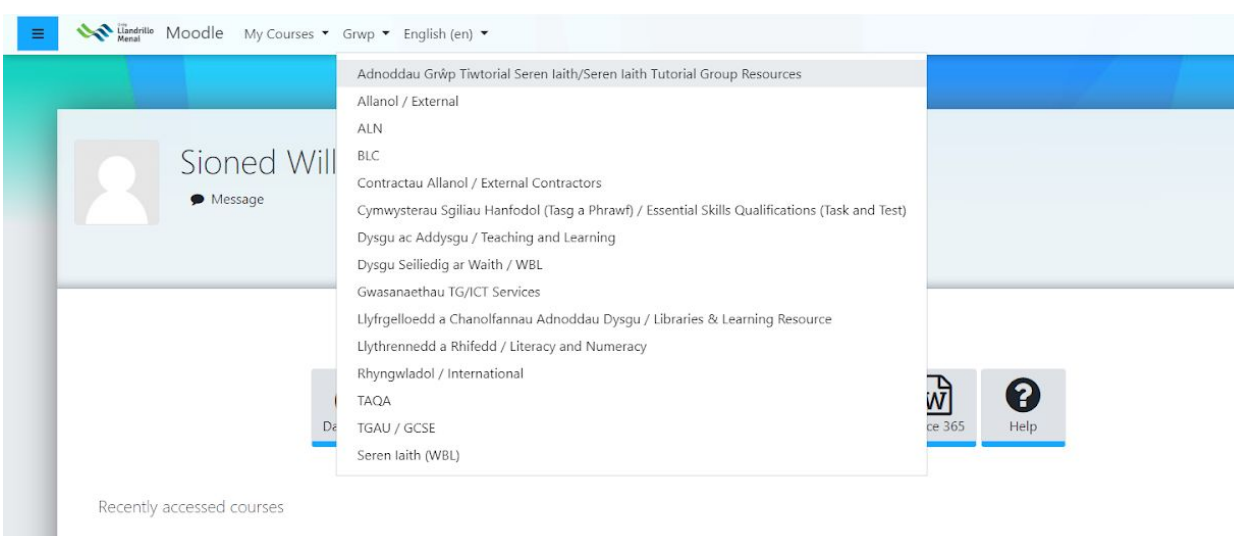 Grŵp
Llandrillo
Menai
Moodle My Courses Grwp English (en)
Adnoddau Grŵp Tiwtorial Seren Iaith/Seren Iaith Tutorial Group Resources
Allanol / External
ALN
BLC
Contractau Allanol / External Contractors
Cymwysterau Sgiliau Hanfodol (Tasg a Phrawf) / Essential Skills Qualifications (Task and Test)
Dysgu ac Addysgu / Teaching and Learning
Dysgu Seiliedig ar Waith / WBL
Gwasanaethau TG/ICT Services
Llyfrgelloedd a Chanolfannau Adnoddau Dysgu / Libraries & Learning Resource
Llythrennedd a Rhifedd / Literacy and Numeracy
Rhyngwladol / International
TAQA
TGAU / GCSE
Seren Iaith (WBL)
Sioned Will
Message
Da
ce 365
Help
Recently accessed courses